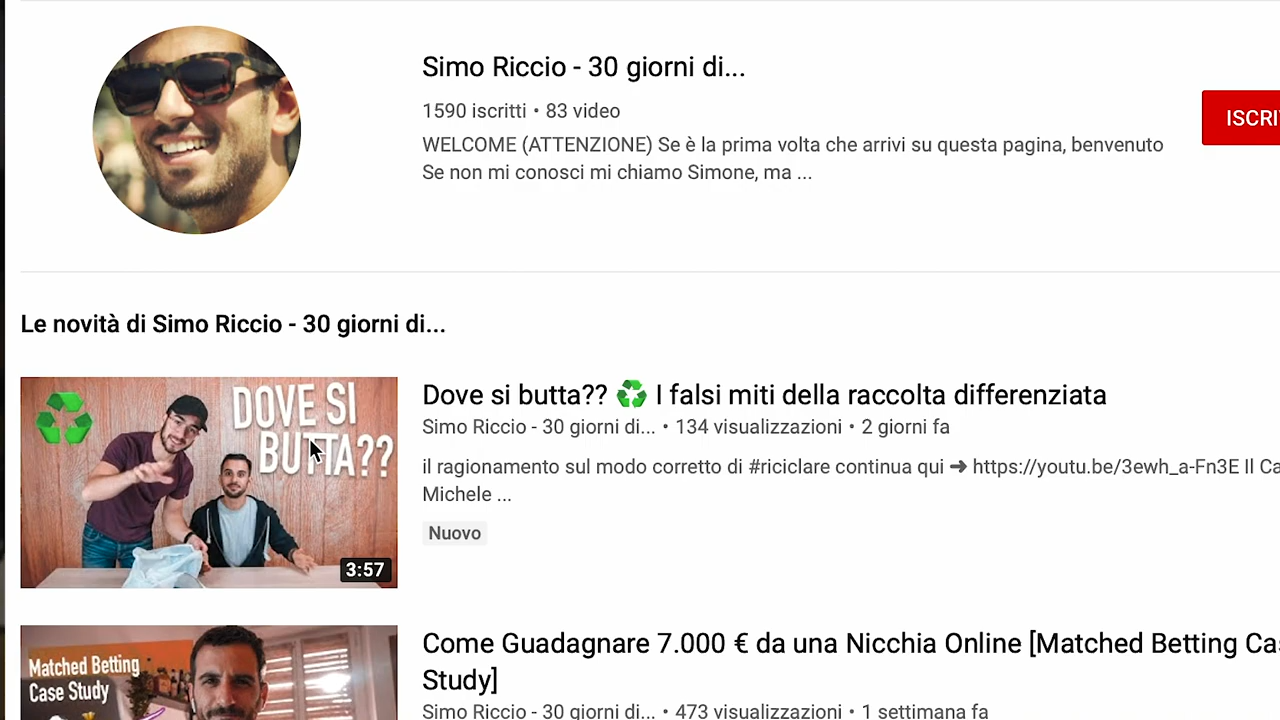 Simo Riccio - 30 giorni di...
1590 iscritti • 83 video
ISCRI
WELCOME (ATTENZIONE) Se è la prima volta che arrivi su questa pagina, benvenuto
Se non mi conosci mi chiamo Simone, ma ...
Le novità di Simo Riccio - 30 giorni di...
DOVE SI
BUTTA??
3:57
Dove si butta?? ♻ I falsi miti della raccolta differenziata
Simo Riccio - 30 giorni di... • 134 visualizzazioni • 2 giorni fa
il ragionamento sul modo corretto di #riciclare continua qui ➜ https://youtu.be/3ewh_a-Fn3E Il Ca
Michele ...
Nuovo
Matched Betting
Case Study
Come Guadagnare 7.000 € da una Nicchia Online [Matched Betting Cas
Study]
Simo Riccio - 30 giorni di... • 473 visualizzazioni • 1 settimana fa